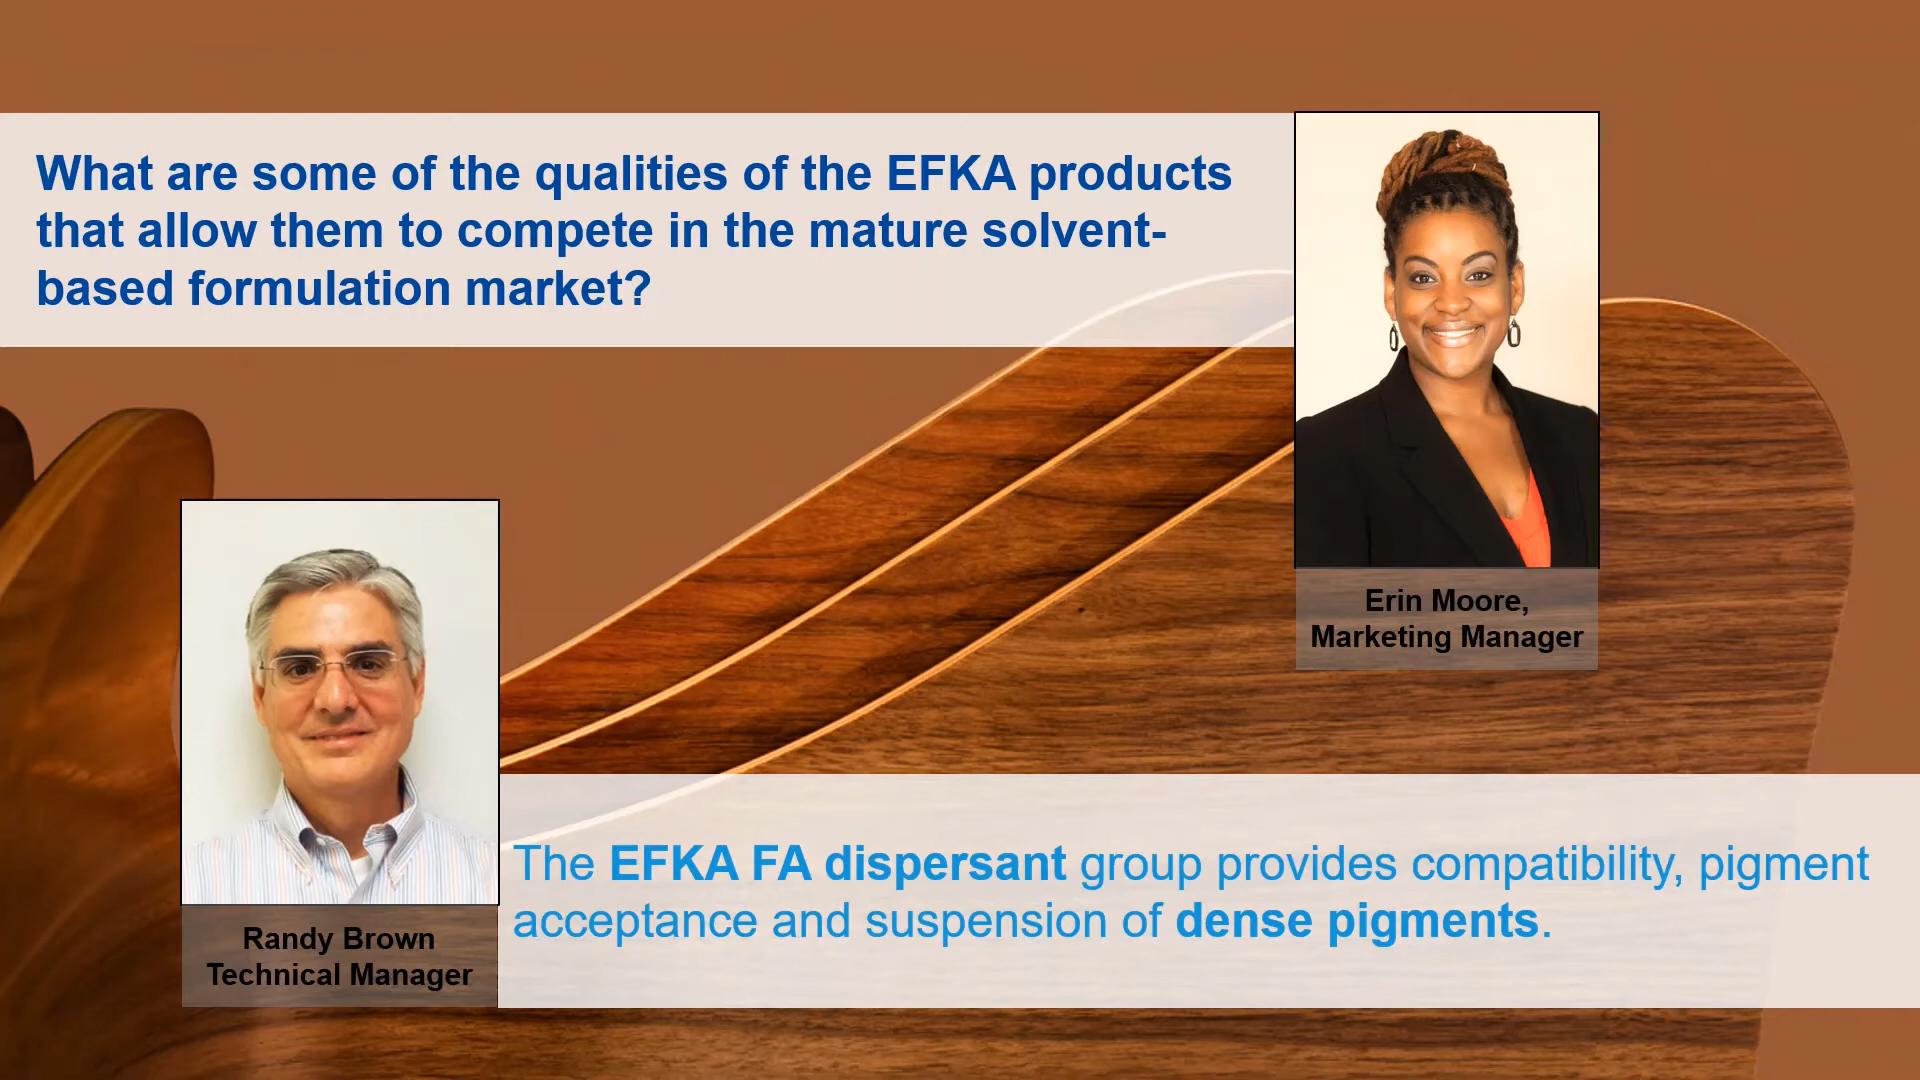 What are some of the qualities of the EFKA products
that allow them to compete in the mature solvent-
based formulation market?
Erin Moore,
Marketing Manager
Randy Brown
Technical Manager
The EFKA FA dispersant group provides compatibility, pigment
acceptance and suspension of dense pigments.